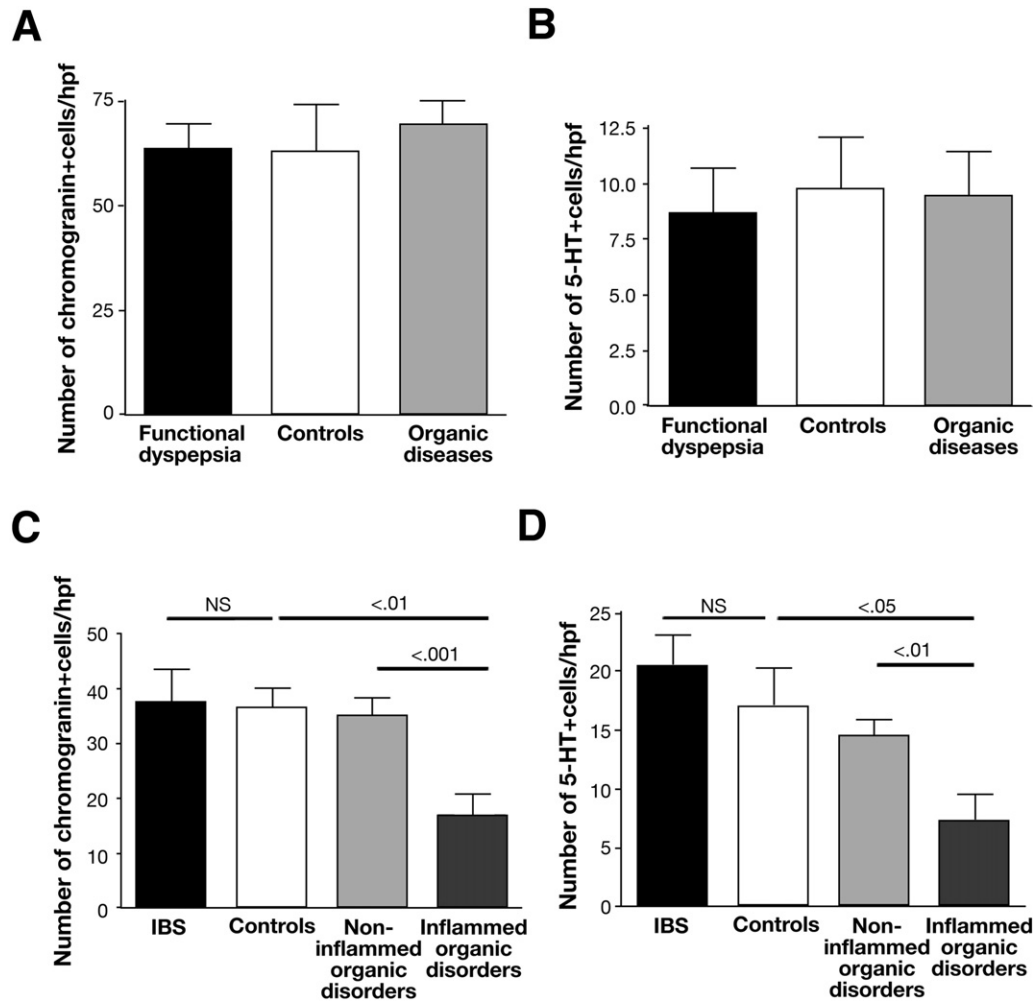 A
Number of chromogranin+cells/hpf
75
50
25
0
Functional
dyspepsia
Controls
Organic
diseases
B
Number of 5-HT+cells/hpf
12.5
10.0
7.5
5.0
2.5
0.0
Functional
dyspepsia
Controls
Organic
diseases
C
Number of chromogranin+cells/hpf
NS
<.01
<.001
50
40
30
20
10
0
IBS
Controls
Non-
inflammed
organic
disorders
Inflammed
organic
disorders
D
Number of 5-HT+cells/hpf
NS
<.05
<.01
25
20
15
10
5
0
IBS
Controls
Non-
inflammed
organic
disorders
Inflammed
organic
disorders